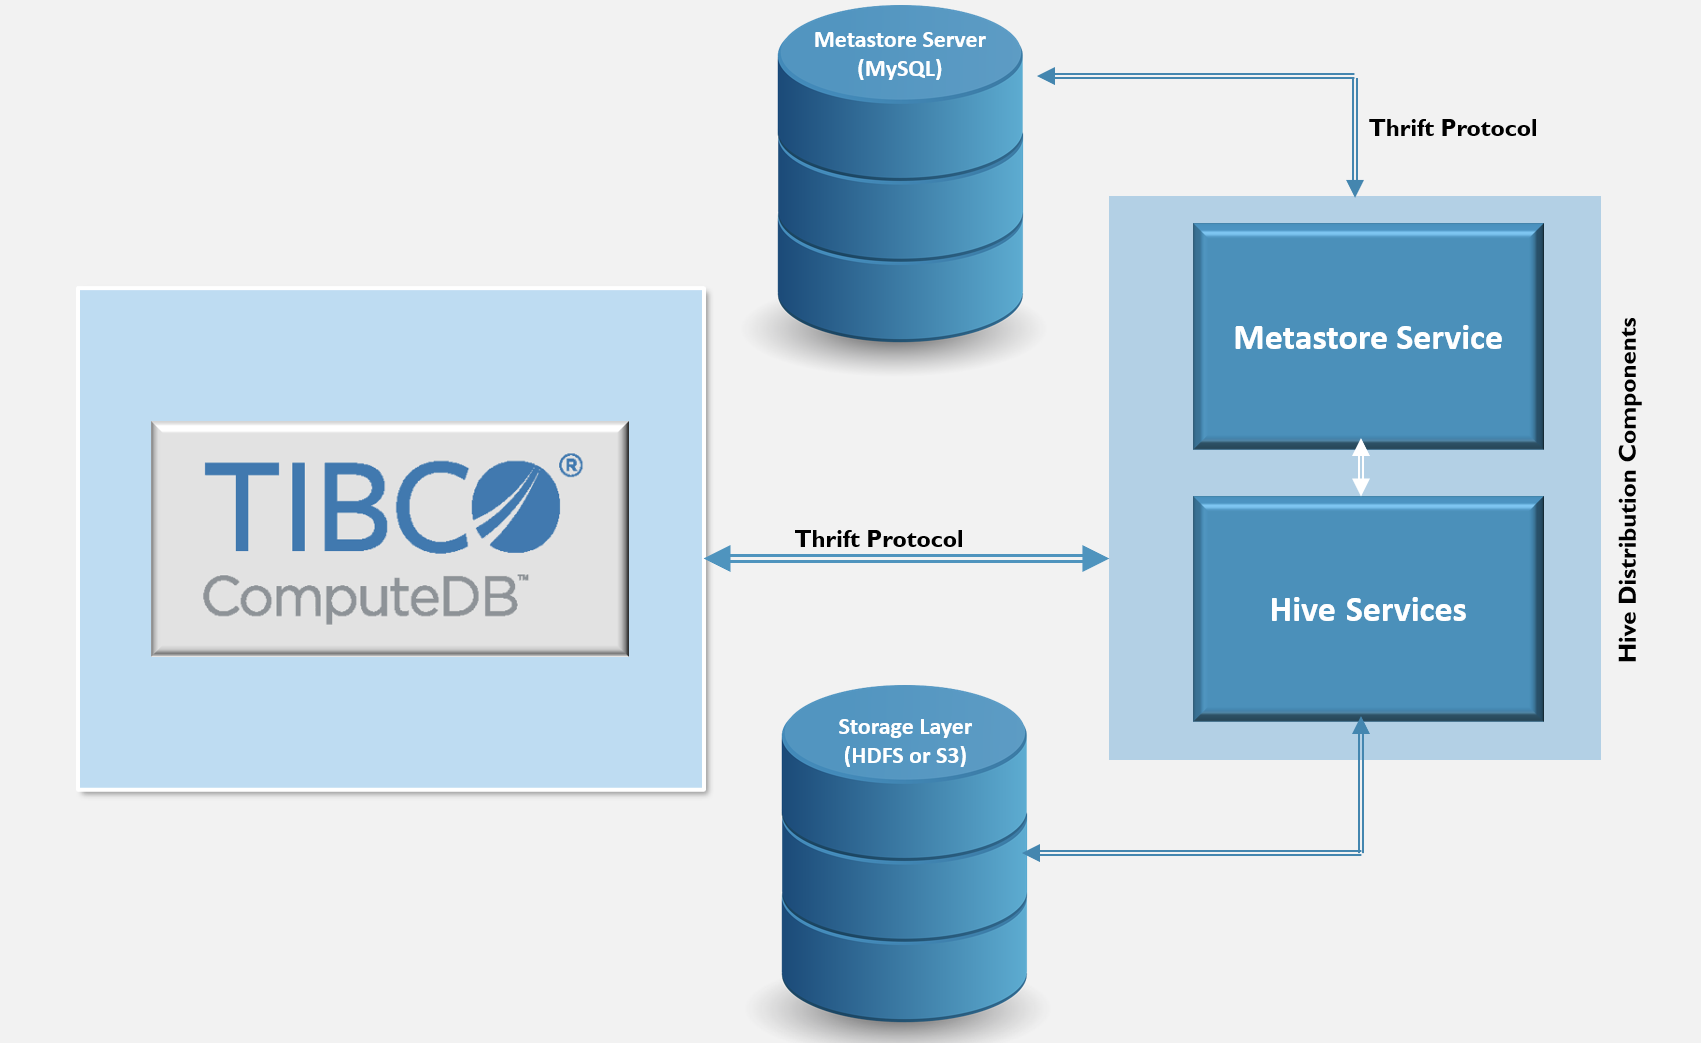 Metastore Server
(MySQL)
Thrift Protocol
Metastore Service
Hive Distribution Components
TIBCO®
ComputeDB™
Thrift Protocol
Hive Services
Storage Layer
(HDFS or S3)